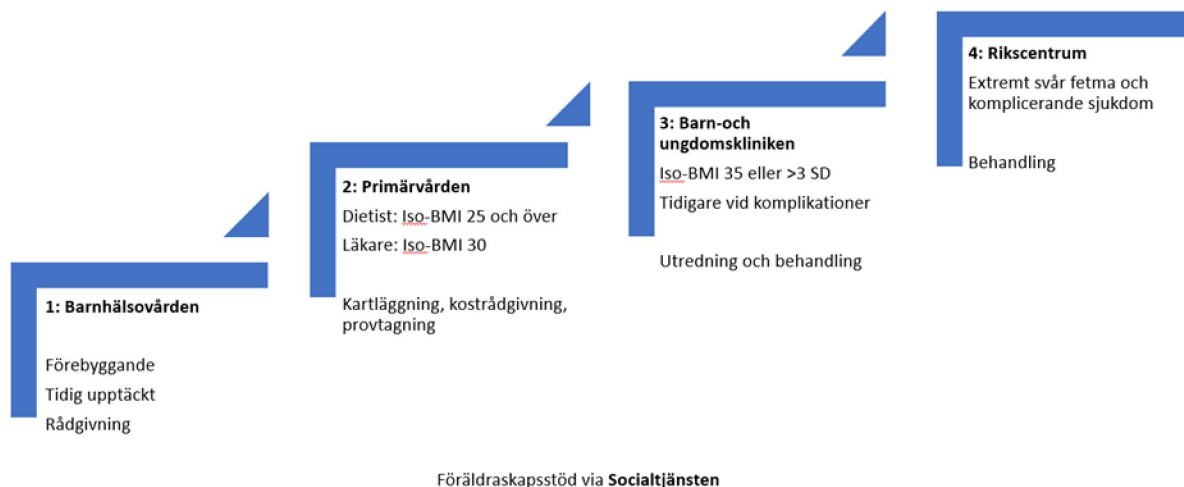 1: Barnhälsovården
Förebyggande
Tidig upptäckt
Rådgivning
2: Primärvården
Dietist: Iso-BMI 25 och över
Läkare: Iso-BMI 30
Kartläggning, kostrådgivning,
provtagning
3: Barn-och
ungdomskliniken
Iso-BMI 35 eller >3 SD
Tidigare vid komplikationer
Utredning och behandling
4: Rikscentrum
Extremt svår fetma och
komplicerande sjukdom
Behandling
Föräldraskapsstöd via Socialtjänsten